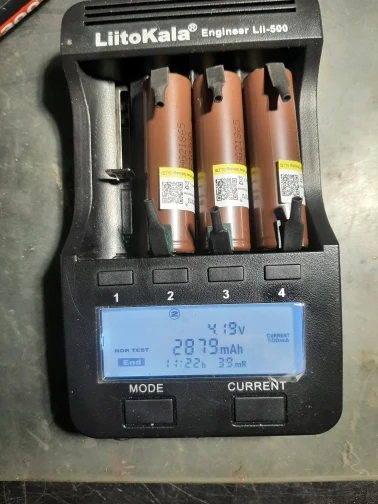 LiitoKala® Engineer Lii-500
1 2 3 4
2
4.19v
CURRENT
NOR TEST
2879mAh
End
11:22h 39mR
MODE CURRENT